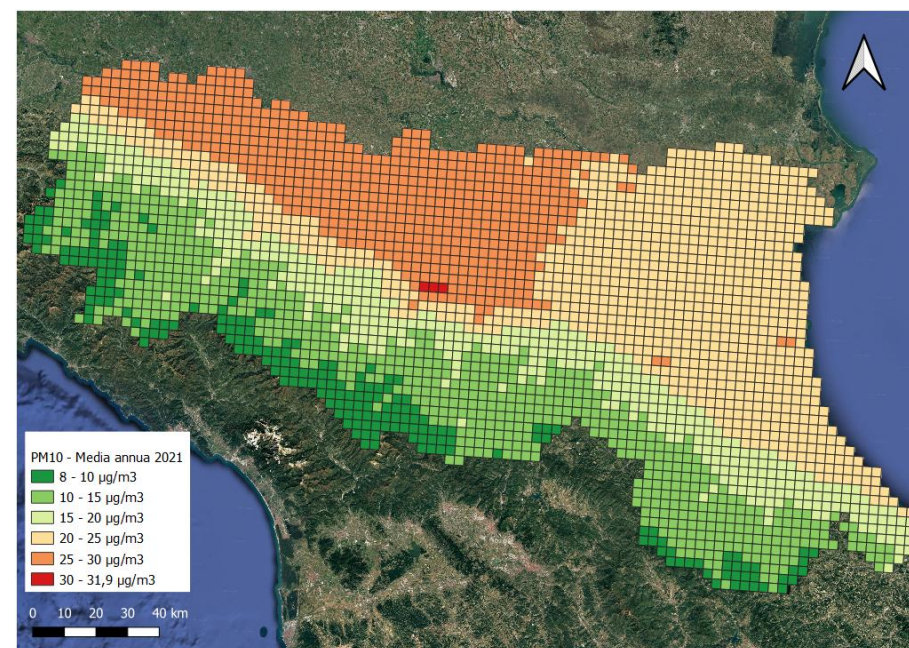 PM10 - Media annua 2021
8 - 10 µg/m3
10 - 15 µg/m3
15 - 20 µg/m3
20 - 25 µg/m3
25 - 30 µg/m3
30 - 31,9 µg/m3
0 10 20 30 40 km